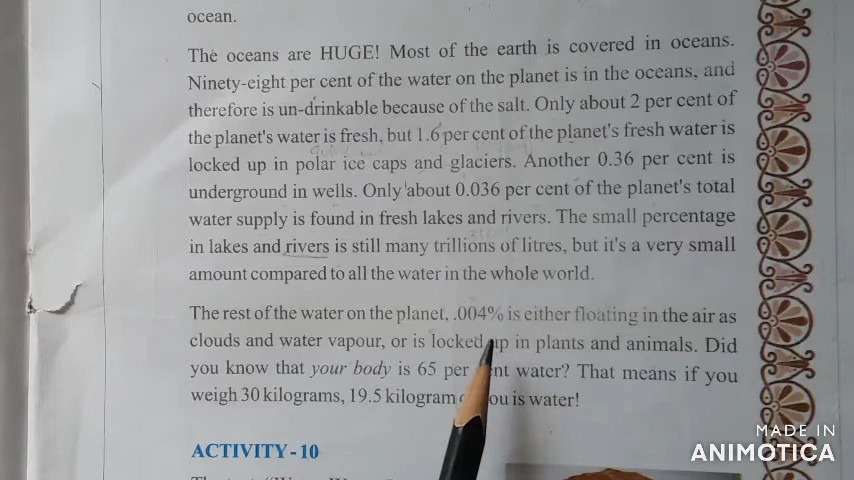 ocean.
The oceans are HUGE! Most of the earth is covered in oceans.
Ninety-eight per cent of the water on the planet is in the oceans, and
therefore is un-drinkable because of the salt. Only about 2 per cent of
the planet's water is fresh, but 1.6 per cent of the planet's fresh water is
locked up in polar ice caps and glaciers. Another 0.36 per cent is
underground in wells. Only about 0.036 per cent of the planet's total
water supply is found in fresh lakes and rivers. The small percentage
in lakes and rivers is still many trillions of litres, but it's a very small
amount compared to all the water in the whole world.
The rest of the water on the planet, .004% is either floating in the air as
clouds and water vapour, or is locked up in plants and animals. Did
you know that your body is 65 per water? That means if you
weigh 30 kilograms, 19.5 kilogram is water!
ACTIVITY - 10
MADE IN
ANIMOTICA